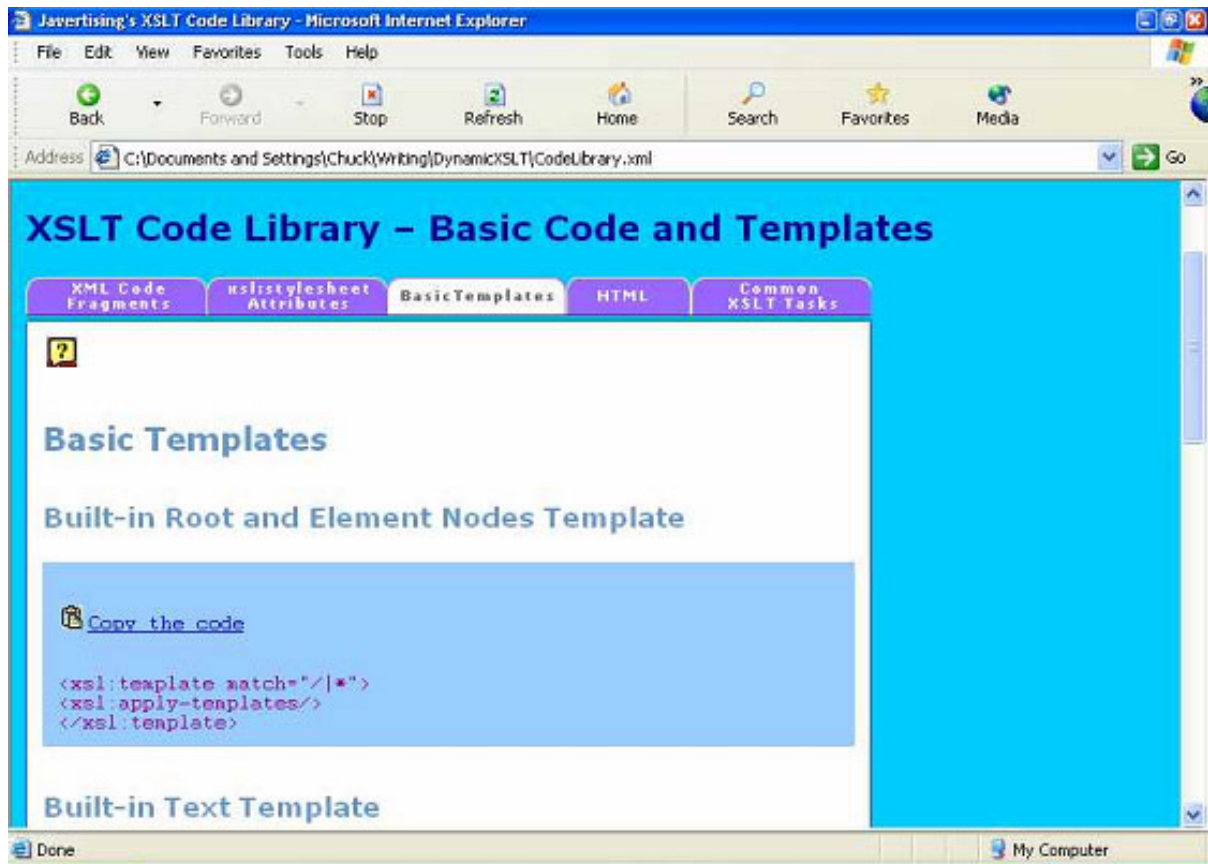 Javertising's XSLT Code Library - Microsoft Internet Explorer
File Edit View Favorites Tools Help
Back Forward Stop Refresh Home Search Favorites Media
Address C:\Documents and Settings\Chuck\Writing\DynamicXSLT\CodeLibrary.xml Go
XSLT Code Library – Basic Code and Templates
XML Code Fragments
xsl:stylesheet Attributes
BasicTemplates
HTML
Common XSLT Tasks
?
Basic Templates
Built-in Root and Element Nodes Template
Copy the code
<xsl:template match="/|*">
<xsl:apply-templates/>
</xsl:template>
Built-in Text Template
Done My Computer